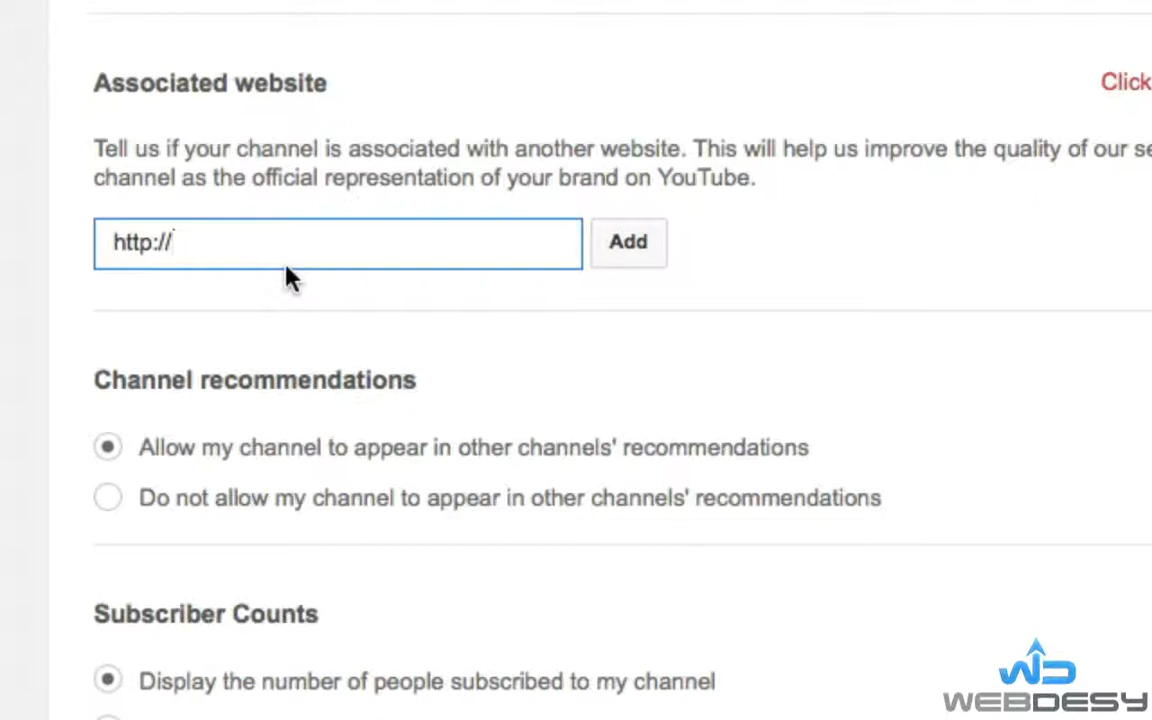 Associated website
Click
Tell us if your channel is associated with another website. This will help us improve the quality of our se
channel as the official representation of your brand on YouTube.
http://
Add
Channel recommendations
Allow my channel to appear in other channels' recommendations
Do not allow my channel to appear in other channels' recommendations
Subscriber Counts
Display the number of people subscribed to my channel
WD
WEBDESY